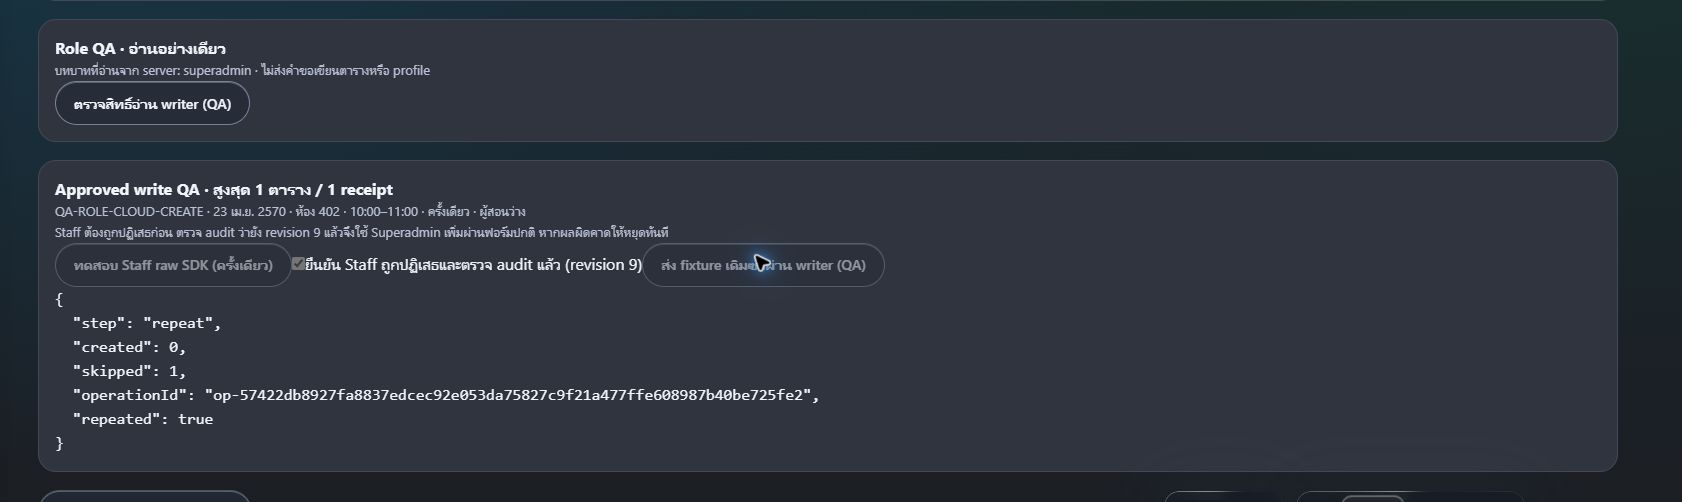 Role QA · อ่านอย่างเดียว
บทบาทที่อ่านจาก server: superadmin · ไม่ส่งคำขอเขียนตารางหรือ profile
ตรวจสิทธิ์อ่าน writer (QA)
Approved write QA · สูงสุด 1 ตาราง / 1 receipt
QA-ROLE-CLOUD-CREATE · 23 เม.ย. 2570 · ห้อง 402 · 10:00–11:00 · ครั้งเดียว · ผู้สอนว่าง
Staff ต้องถูกปฏิเสธก่อน ตรวจ audit ว่ายัง revision 9 แล้วจึงใช้ Superadmin เพิ่มผ่านฟอร์มปกติ หากผลผิดคาดให้หยุดทันที
ทดสอบ Staff raw SDK (ครั้งเดียว) ยืนยัน Staff ถูกปฏิเสธและตรวจ audit แล้ว (revision 9) ส่ง fixture เดิม ผ่าน writer (QA)
{
"step": "repeat",
"created": 0,
"skipped": 1,
"operationId": "op-57422db8927fa8837edcec92e053da75827c9f21a477ffe608987b40be725fe2",
"repeated": true
}